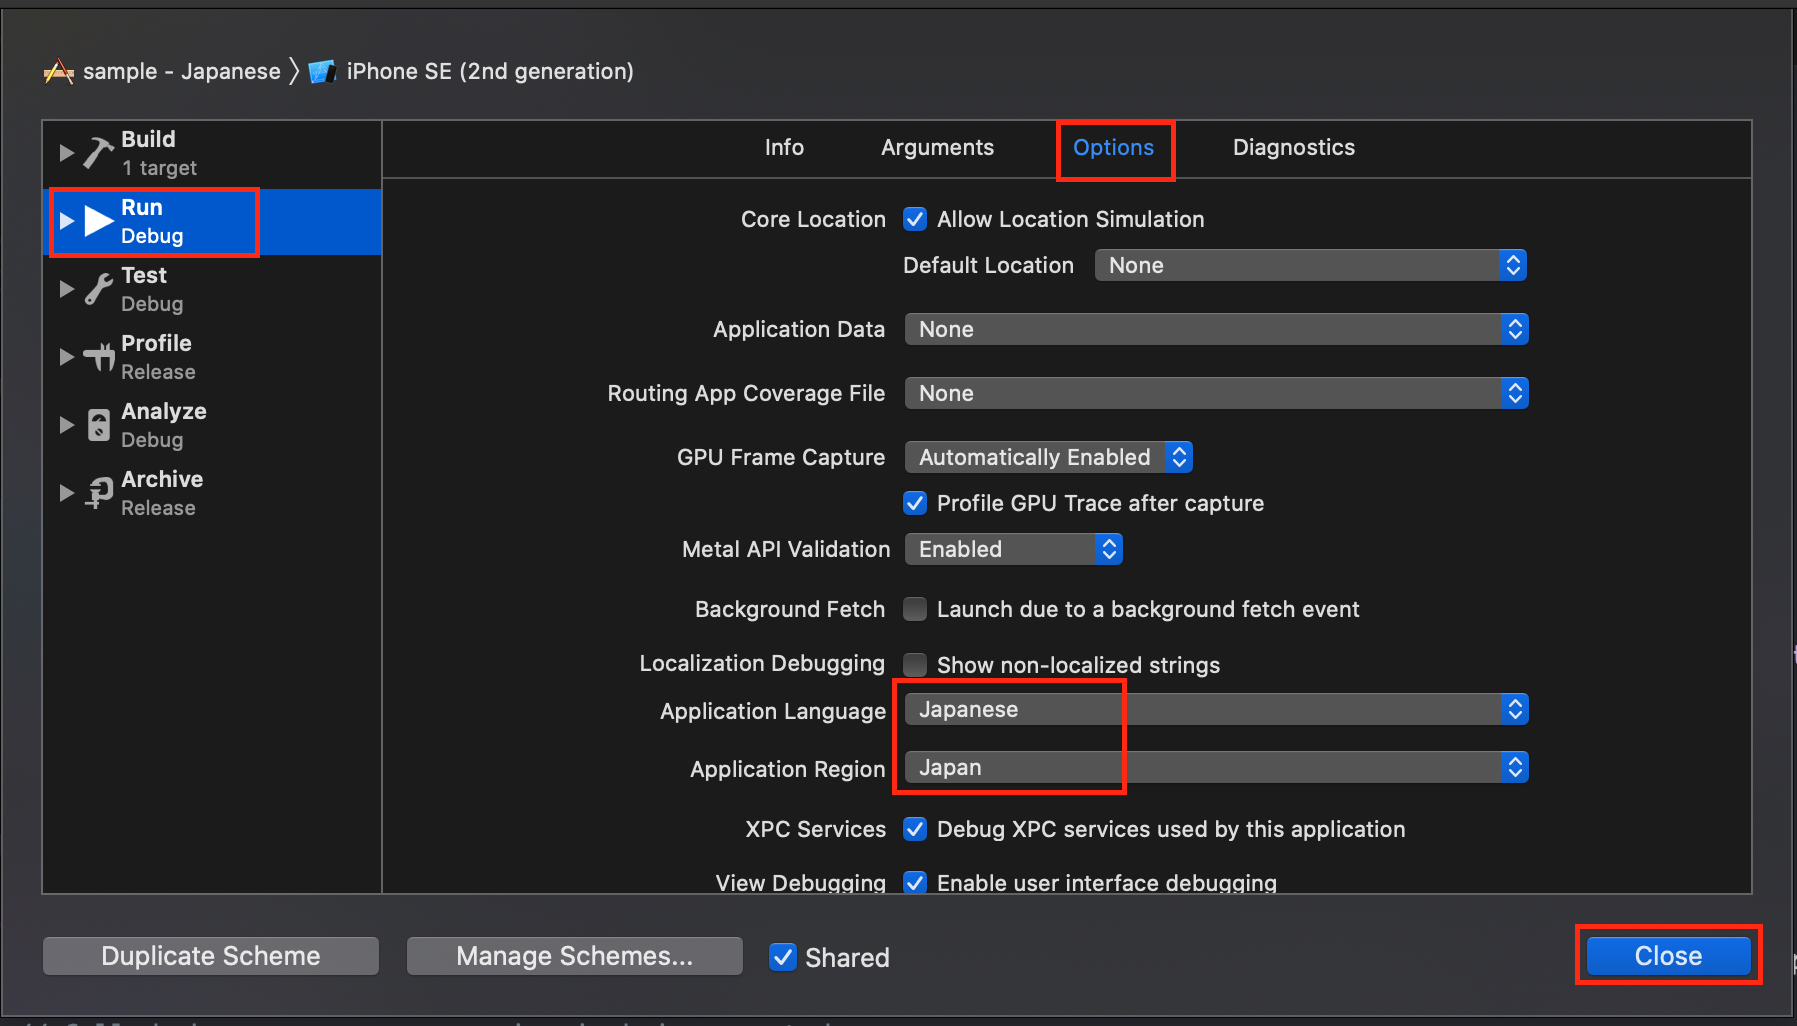 sample - Japanese 〉 iPhone SE (2nd generation)
Build
1 target
Run
Debug
Test
Debug
Profile
Release
Analyze
Debug
Archive
Release
Info Arguments Options Diagnostics
Core Location Allow Location Simulation
Default Location None
Application Data None
Routing App Coverage File None
GPU Frame Capture Automatically Enabled
Profile GPU Trace after capture
Metal API Validation Enabled
Background Fetch Launch due to a background fetch event
Localization Debugging Show non-localized strings
Application Language Japanese
Application Region Japan
XPC Services Debug XPC services used by this application
View Debugging Enable user interface debugging
Duplicate Scheme Manage Schemes... Shared Close